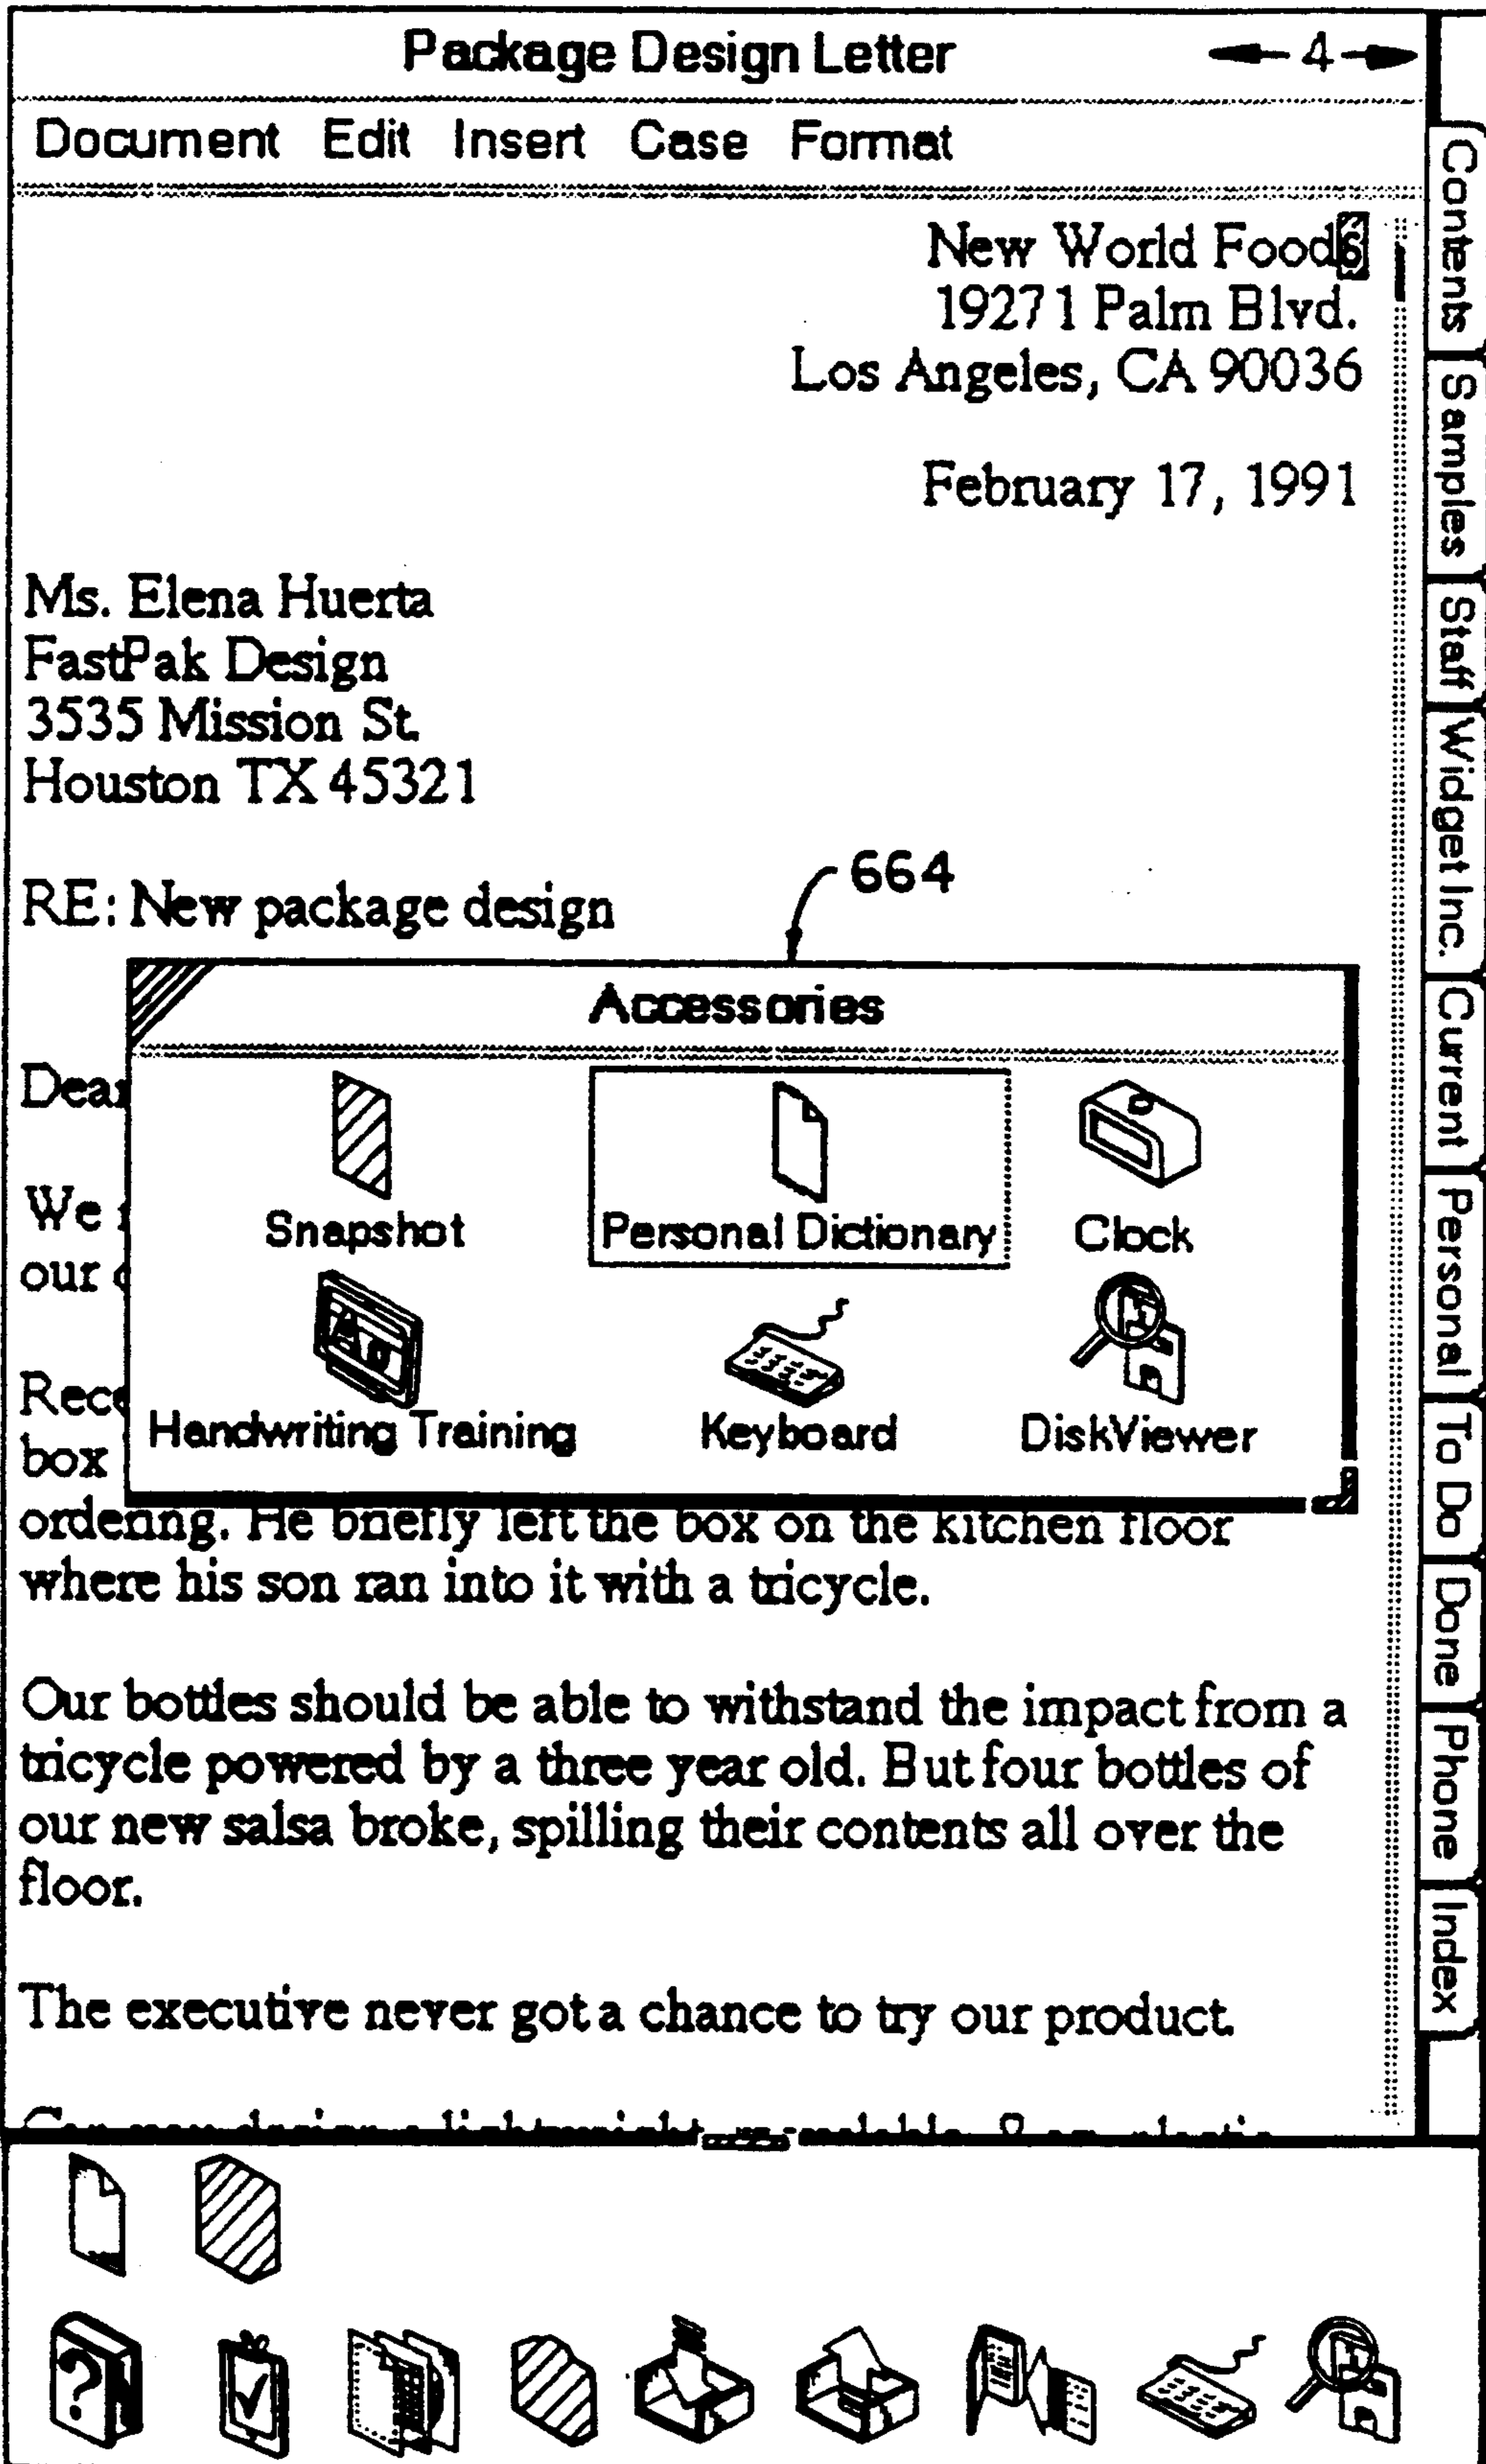 Package Design Letter
4
Document Edit Insert Case Format
New World Foods
19271 Palm Blvd.
Los Angeles, CA 90036
February 17, 1991
Ms. Elena Huerta
FastPak Design
3535 Mission St.
Houston TX 45321
RE: New package design
664
Accessories
Snapshot
Personal Dictionary
Clock
Handwriting Training
Keyboard
DiskViewer
We
our
box
ordering. He briefly left the box on the kitchen floor
where his son ran into it with a tricycle.
Our bottles should be able to withstand the impact from a
tricycle powered by a three year old. But four bottles of
our new salsa broke, spilling their contents all over the
floor.
The executive never got a chance to try our product.
Contents
Samples
Staff
Widget Inc.
Current
Personal
To Do
Done
Phone
Index
?